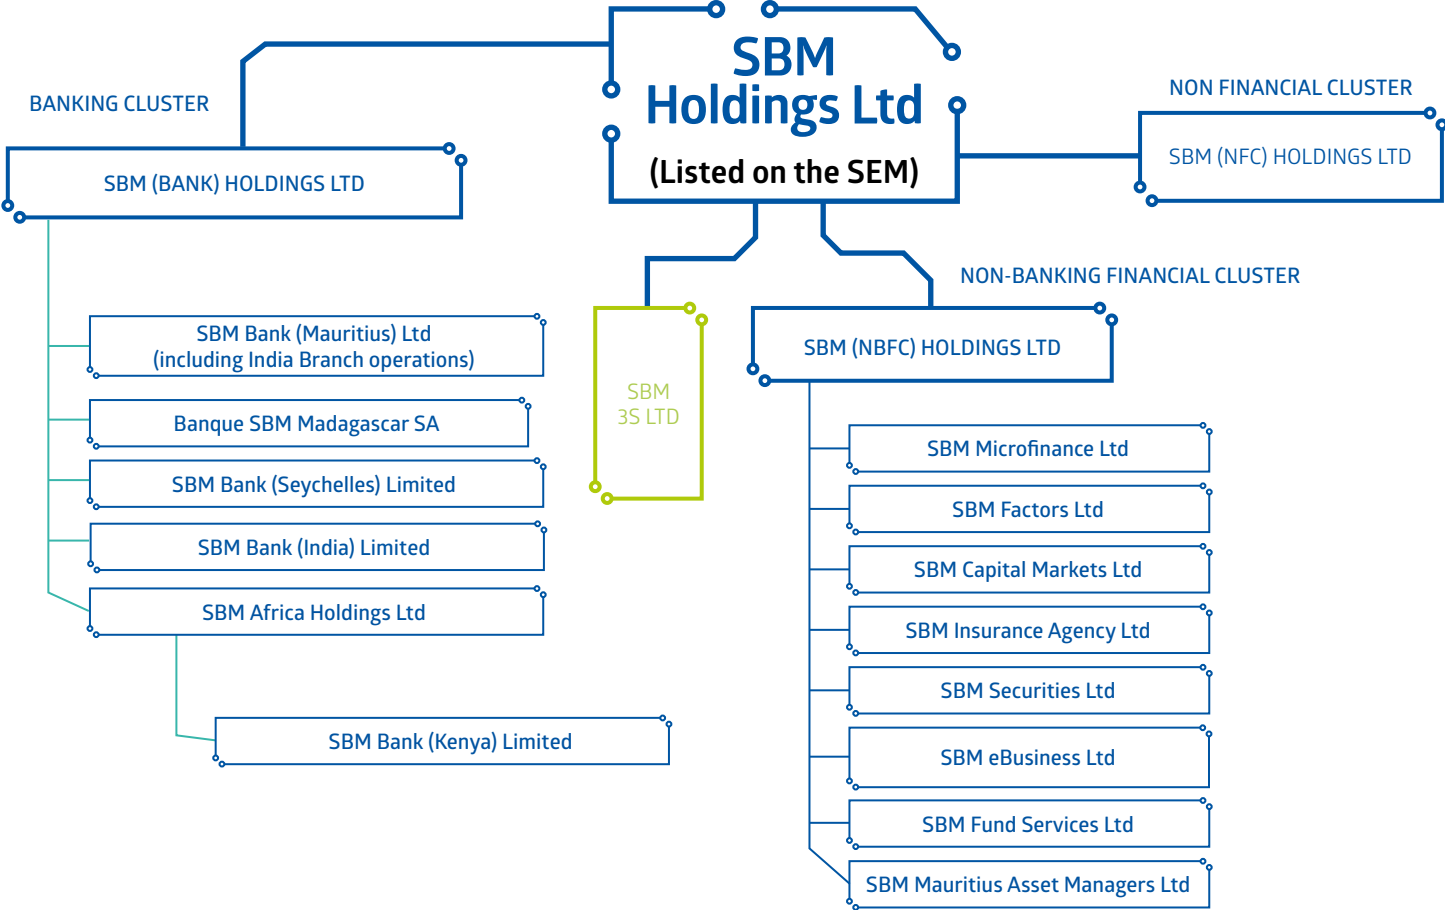 SBM
Holdings Ltd
(Listed on the SEM)
BANKING CLUSTER
SBM (BANK) HOLDINGS LTD
SBM Bank (Mauritius) Ltd
(including India Branch operations)
Banque SBM Madagascar SA
SBM Bank (Seychelles) Limited
SBM Bank (India) Limited
SBM Africa Holdings Ltd
SBM Bank (Kenya) Limited
SBM
3S LTD
NON-BANKING FINANCIAL CLUSTER
SBM (NBFC) HOLDINGS LTD
SBM Microfinance Ltd
SBM Factors Ltd
SBM Capital Markets Ltd
SBM Insurance Agency Ltd
SBM Securities Ltd
SBM eBusiness Ltd
SBM Fund Services Ltd
SBM Mauritius Asset Managers Ltd
NON FINANCIAL CLUSTER
SBM (NFC) HOLDINGS LTD